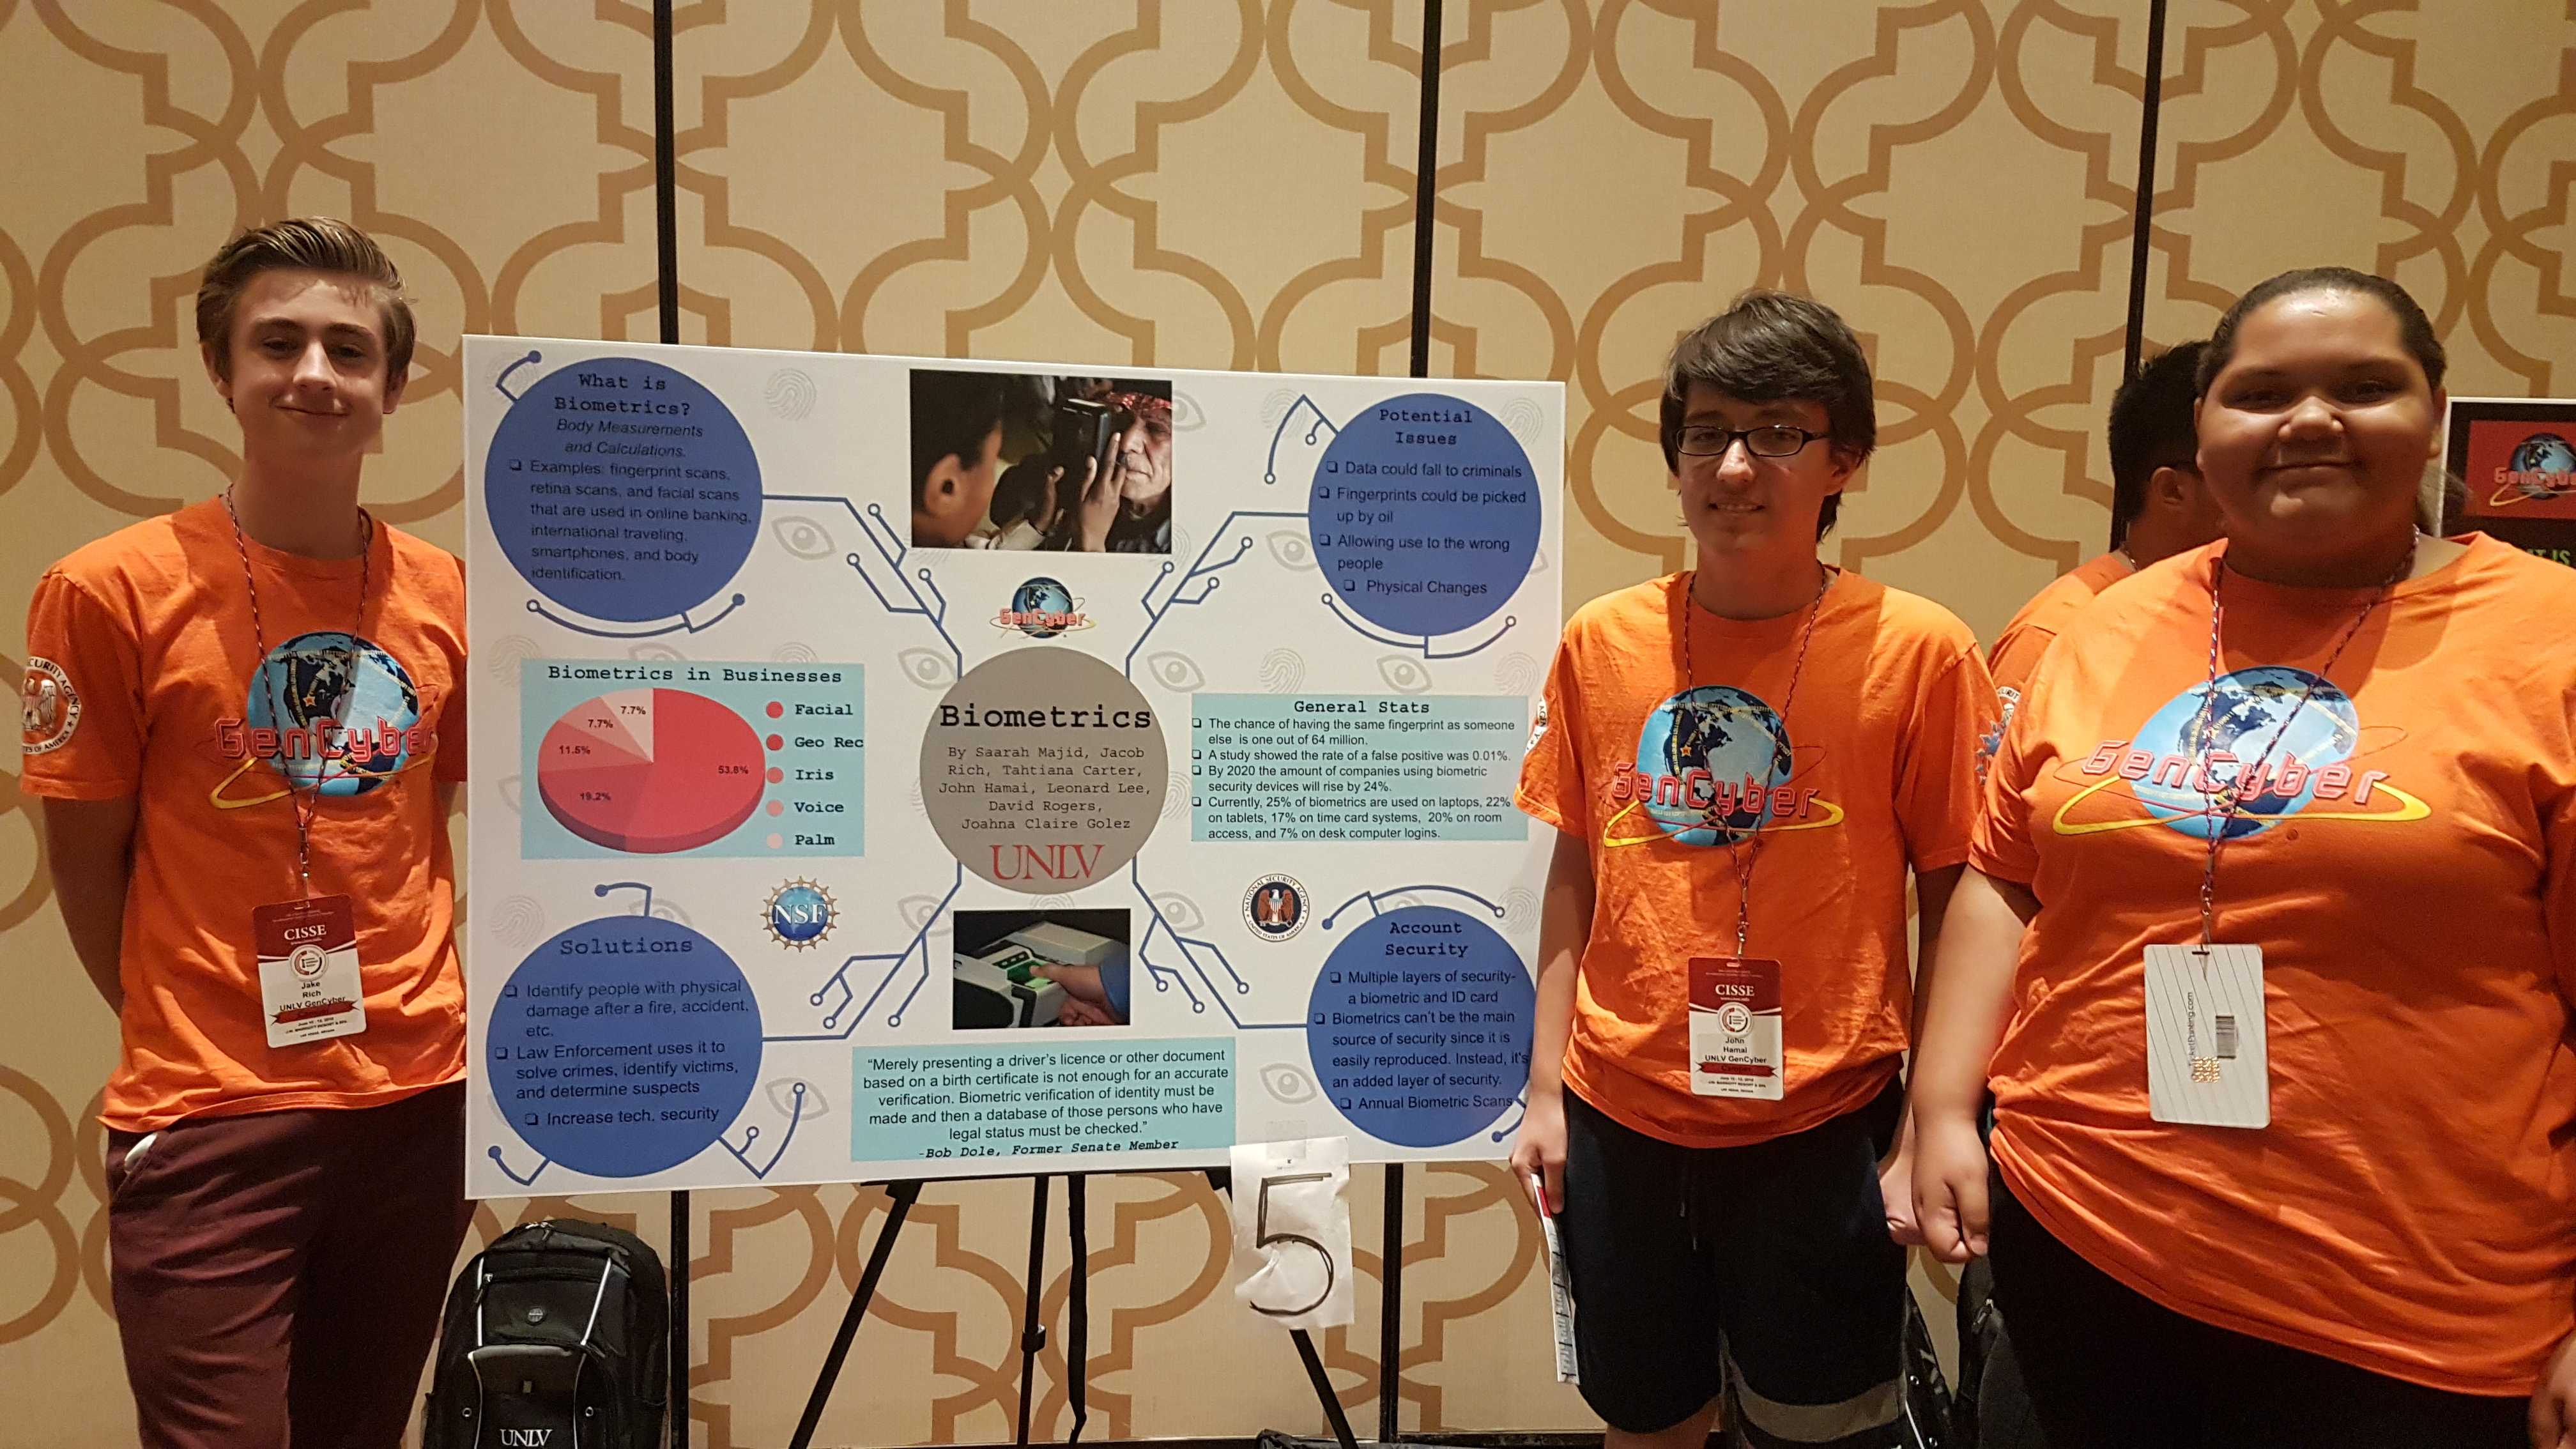 What is
Biometrics?
Body Measurements
and Calculations.
❑ Examples: fingerprint scans,
retina scans, and facial scans
that are used in online banking,
international traveling,
smartphones, and body
identification.
Potential
Issues
❑ Data could fall to criminals
❑ Fingerprints could be picked
up by oil
❑ Allowing use to the wrong
people
❑ Physical Changes
GenCyber
Biometrics in Businesses
7.7%
7.7%
11.5%
19.2%
53.8%
Facial
Geo Rec
Iris
Voice
Palm
Biometrics
By Saarah Majid, Jacob
Rich, Tahtiana Carter,
John Hamai, Leonard Lee,
David Rogers,
Joahna Claire Golez
UNLV
General Stats
❑ The chance of having the same fingerprint as someone
else is one out of 64 million.
❑ A study showed the rate of a false positive was 0.01%.
❑ By 2020 the amount of companies using biometric
security devices will rise by 24%.
❑ Currently, 25% of biometrics are used on laptops, 22%
on tablets, 17% on time card systems, 20% on room
access, and 7% on desk computer logins.
NSF
NATIONAL SECURITY AGENCY
UNITED STATES OF AMERICA
Solutions
❑ Identify people with physical
damage after a fire, accident,
etc.
❑ Law Enforcement uses it to
solve crimes, identify victims,
and determine suspects
❑ Increase tech. security
Account
Security
❑ Multiple layers of security-
a biometric and ID card
❑ Biometrics can't be the main
source of security since it is
easily reproduced. Instead, it's
an added layer of security.
❑ Annual Biometric Scans
"Merely presenting a driver's licence or other document
based on a birth certificate is not enough for an accurate
verification. Biometric verification of identity must be
made and then a database of those persons who have
legal status must be checked."
-Bob Dole, Former Senate Member
5
UNLV
GenCyber
CISSE
Jake
Rich
UNLV GenCyber
GenCyber
CISSE
John
Hamai
UNLV GenCyber
Camper
GenCyber
GenCybe
IT IS